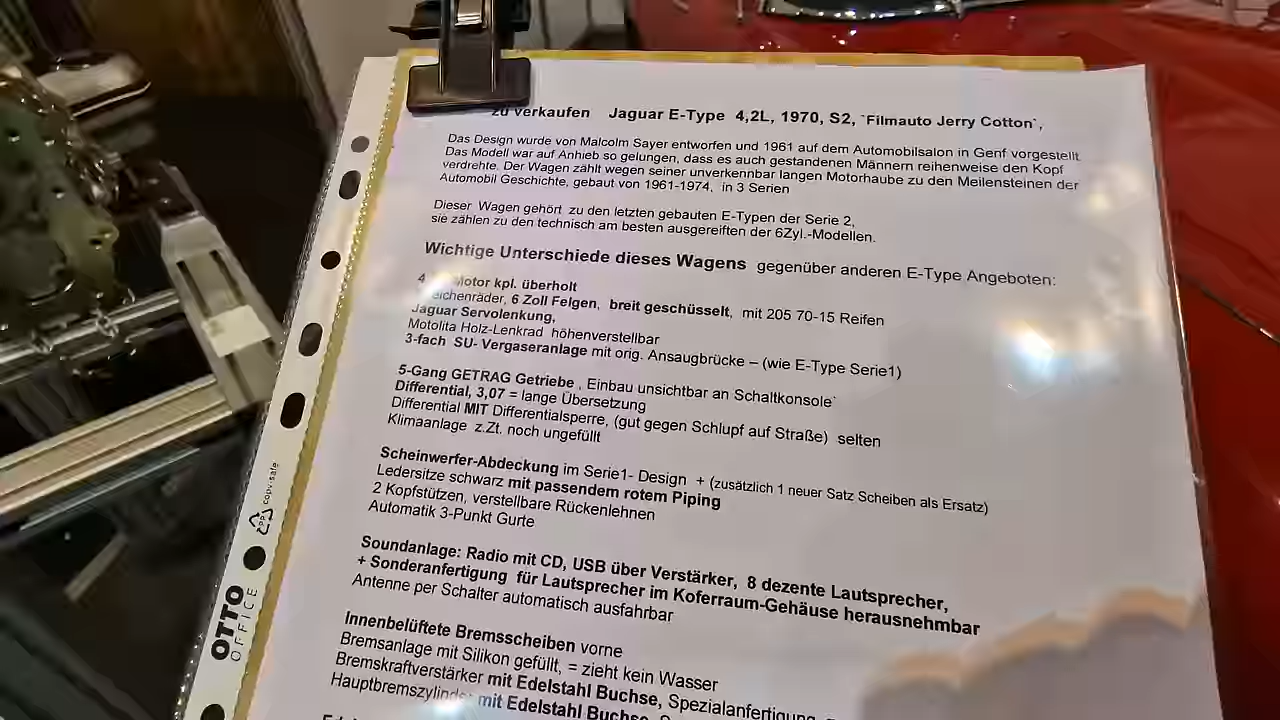 zu verkaufen Jaguar E-Type 4,2L, 1970, S2, `Filmauto Jerry Cotton`,
Das Design wurde von Malcolm Sayer entworfen und 1961 auf dem Automobilsalon in Genf vorgestellt.
Das Modell war auf Anhieb so gelungen, dass es auch gestandenen Männern reihenweise den Kopf
verdrehte. Der Wagen zählt wegen seiner unverkennbar langen Motorhaube zu den Meilensteinen der
Automobil Geschichte, gebaut von 1961-1974, in 3 Serien
Dieser Wagen gehört zu den letzten gebauten E-Typen der Serie 2,
sie zählen zu den technisch am besten ausgereiften der 6Zyl.-Modellen.
Wichtige Unterschiede dieses Wagens gegenüber anderen E-Type Angeboten:
4 Motor kpl. überholt
eichenräder, 6 Zoll Felgen, breit geschüsselt, mit 205 70-15 Reifen
Jaguar Servolenkung,
Motolita Holz-Lenkrad höhenverstellbar
3-fach SU- Vergaseranlage mit orig. Ansaugbrücke – (wie E-Type Serie1)
5-Gang GETRAG Getriebe , Einbau unsichtbar an Schaltkonsole`
Differential, 3,07 = lange Übersetzung
Differential MIT Differentialsperre, (gut gegen Schlupf auf Straße) selten
Klimaanlage z.Zt. noch ungefüllt
Scheinwerfer-Abdeckung im Serie1- Design + (zusätzlich 1 neuer Satz Scheiben als Ersatz)
Ledersitze schwarz mit passendem rotem Piping
2 Kopfstützen, verstellbare Rückenlehnen
Automatik 3-Punkt Gurte
Soundanlage: Radio mit CD, USB über Verstärker, 8 dezente Lautsprecher,
+ Sonderanfertigung für Lautsprecher im Koferraum-Gehäuse herausnehmbar
Antenne per Schalter automatisch ausfahrbar
Innenbelüftete Bremsscheiben vorne
Bremsanlage mit Silikon gefüllt, = zieht kein Wasser
Bremskraftverstärker mit Edelstahl Buchse, Spezialanfertigung
Hauptbremszylinder mit Edelstahl Buchse
OTTO
OFFICE
PP
copy-safe